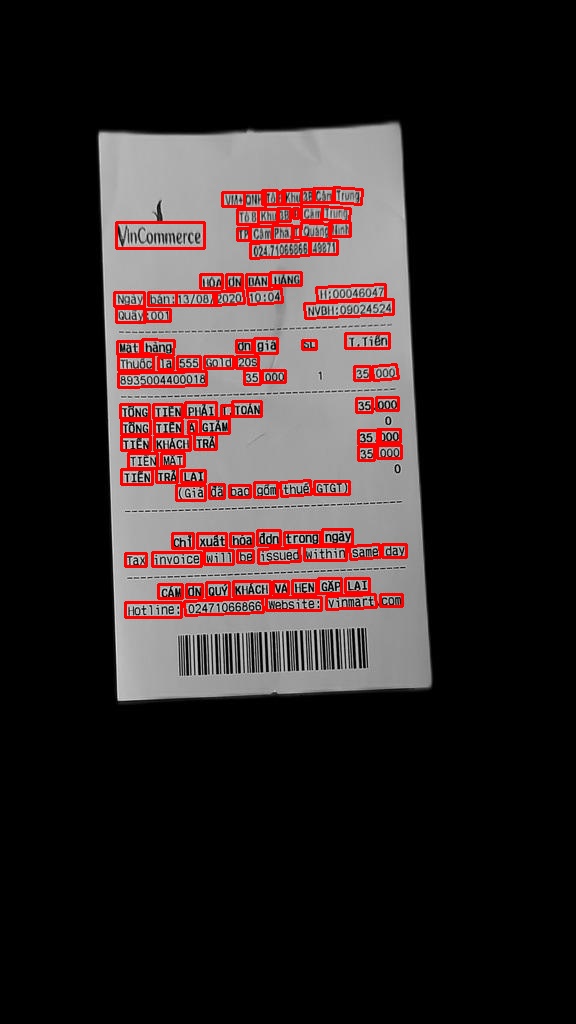 VinCommerce
VM+ QNH Tổ 8 Khu 3B Cẩm Trung
Tổ 8 Khu 3B Cẩm Trung,
TP. Cẩm Phả, Quảng Ninh
024.71066866 49871
HÓA ĐƠN BÁN HÀNG
Ngày bán: 13/08/2020 10:04 H:00046047
Quầy:001 NVBH:09024524
Mặt hàng Đơn giá SL T.Tiền
Thuốc lá 555 Gold 20s
8935004400018 35.000 1 35.000
TỔNG TIỀN PHẢI T.TOÁN 35.000
TỔNG TIỀN ĐÃ GIẢM 0
TIỀN KHÁCH TRẢ 35.000
TIỀN MẶT 35.000
TIỀN TRẢ LẠI 0
(Giá đã bao gồm thuế GTGT)
Chỉ xuất hóa đơn trong ngày
Tax invoice will be issued within same day
CẢM ƠN QUÝ KHÁCH VÀ HẸN GẶP LẠI
Hotline: 02471066866 Website: vinmart.com